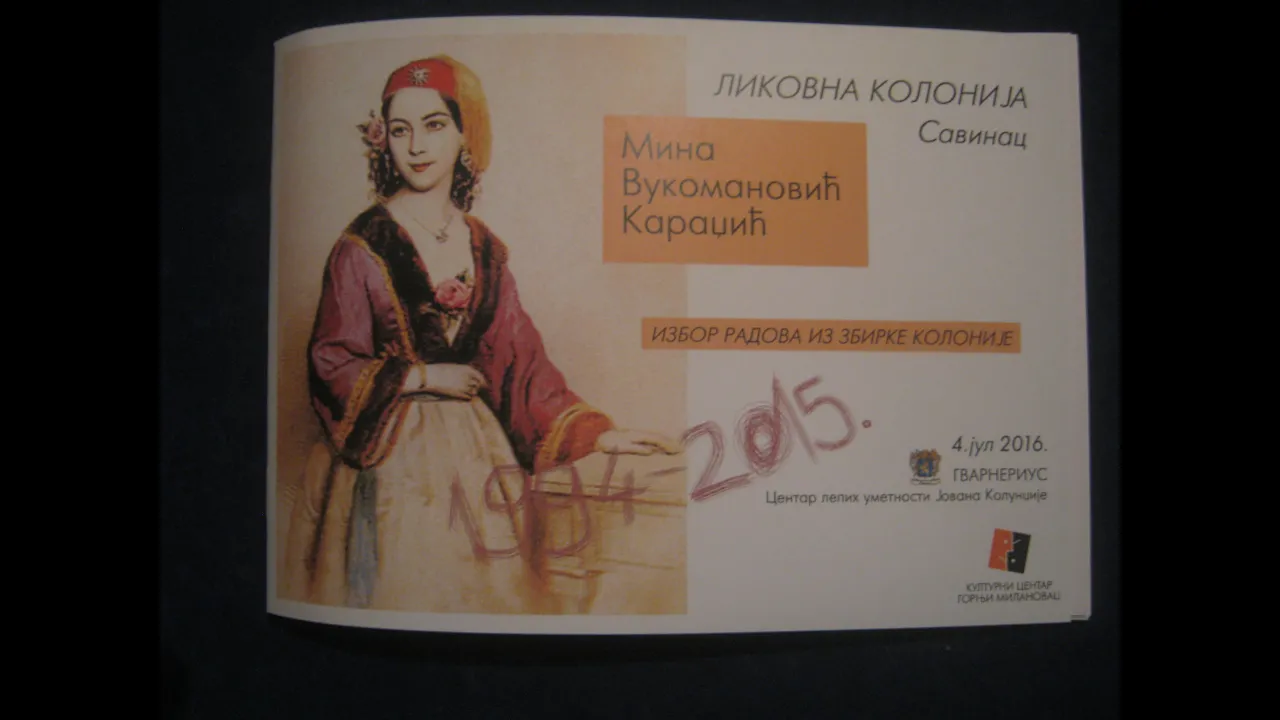 ЛИКОВНА КОЛОНИЈА
Савинац
Мина
Вукомановић
Караџић
ИЗБОР РАДОВА ИЗ ЗБИРКЕ КОЛОНИЈЕ
1994-2015.
4.јул 2016.
ГВАРНЕРИУС
Центар лепих уметности Јована Колунџије
КУЛТУРНИ ЦЕНТАР
ГОРЊИ МИЛАНОВАЦ